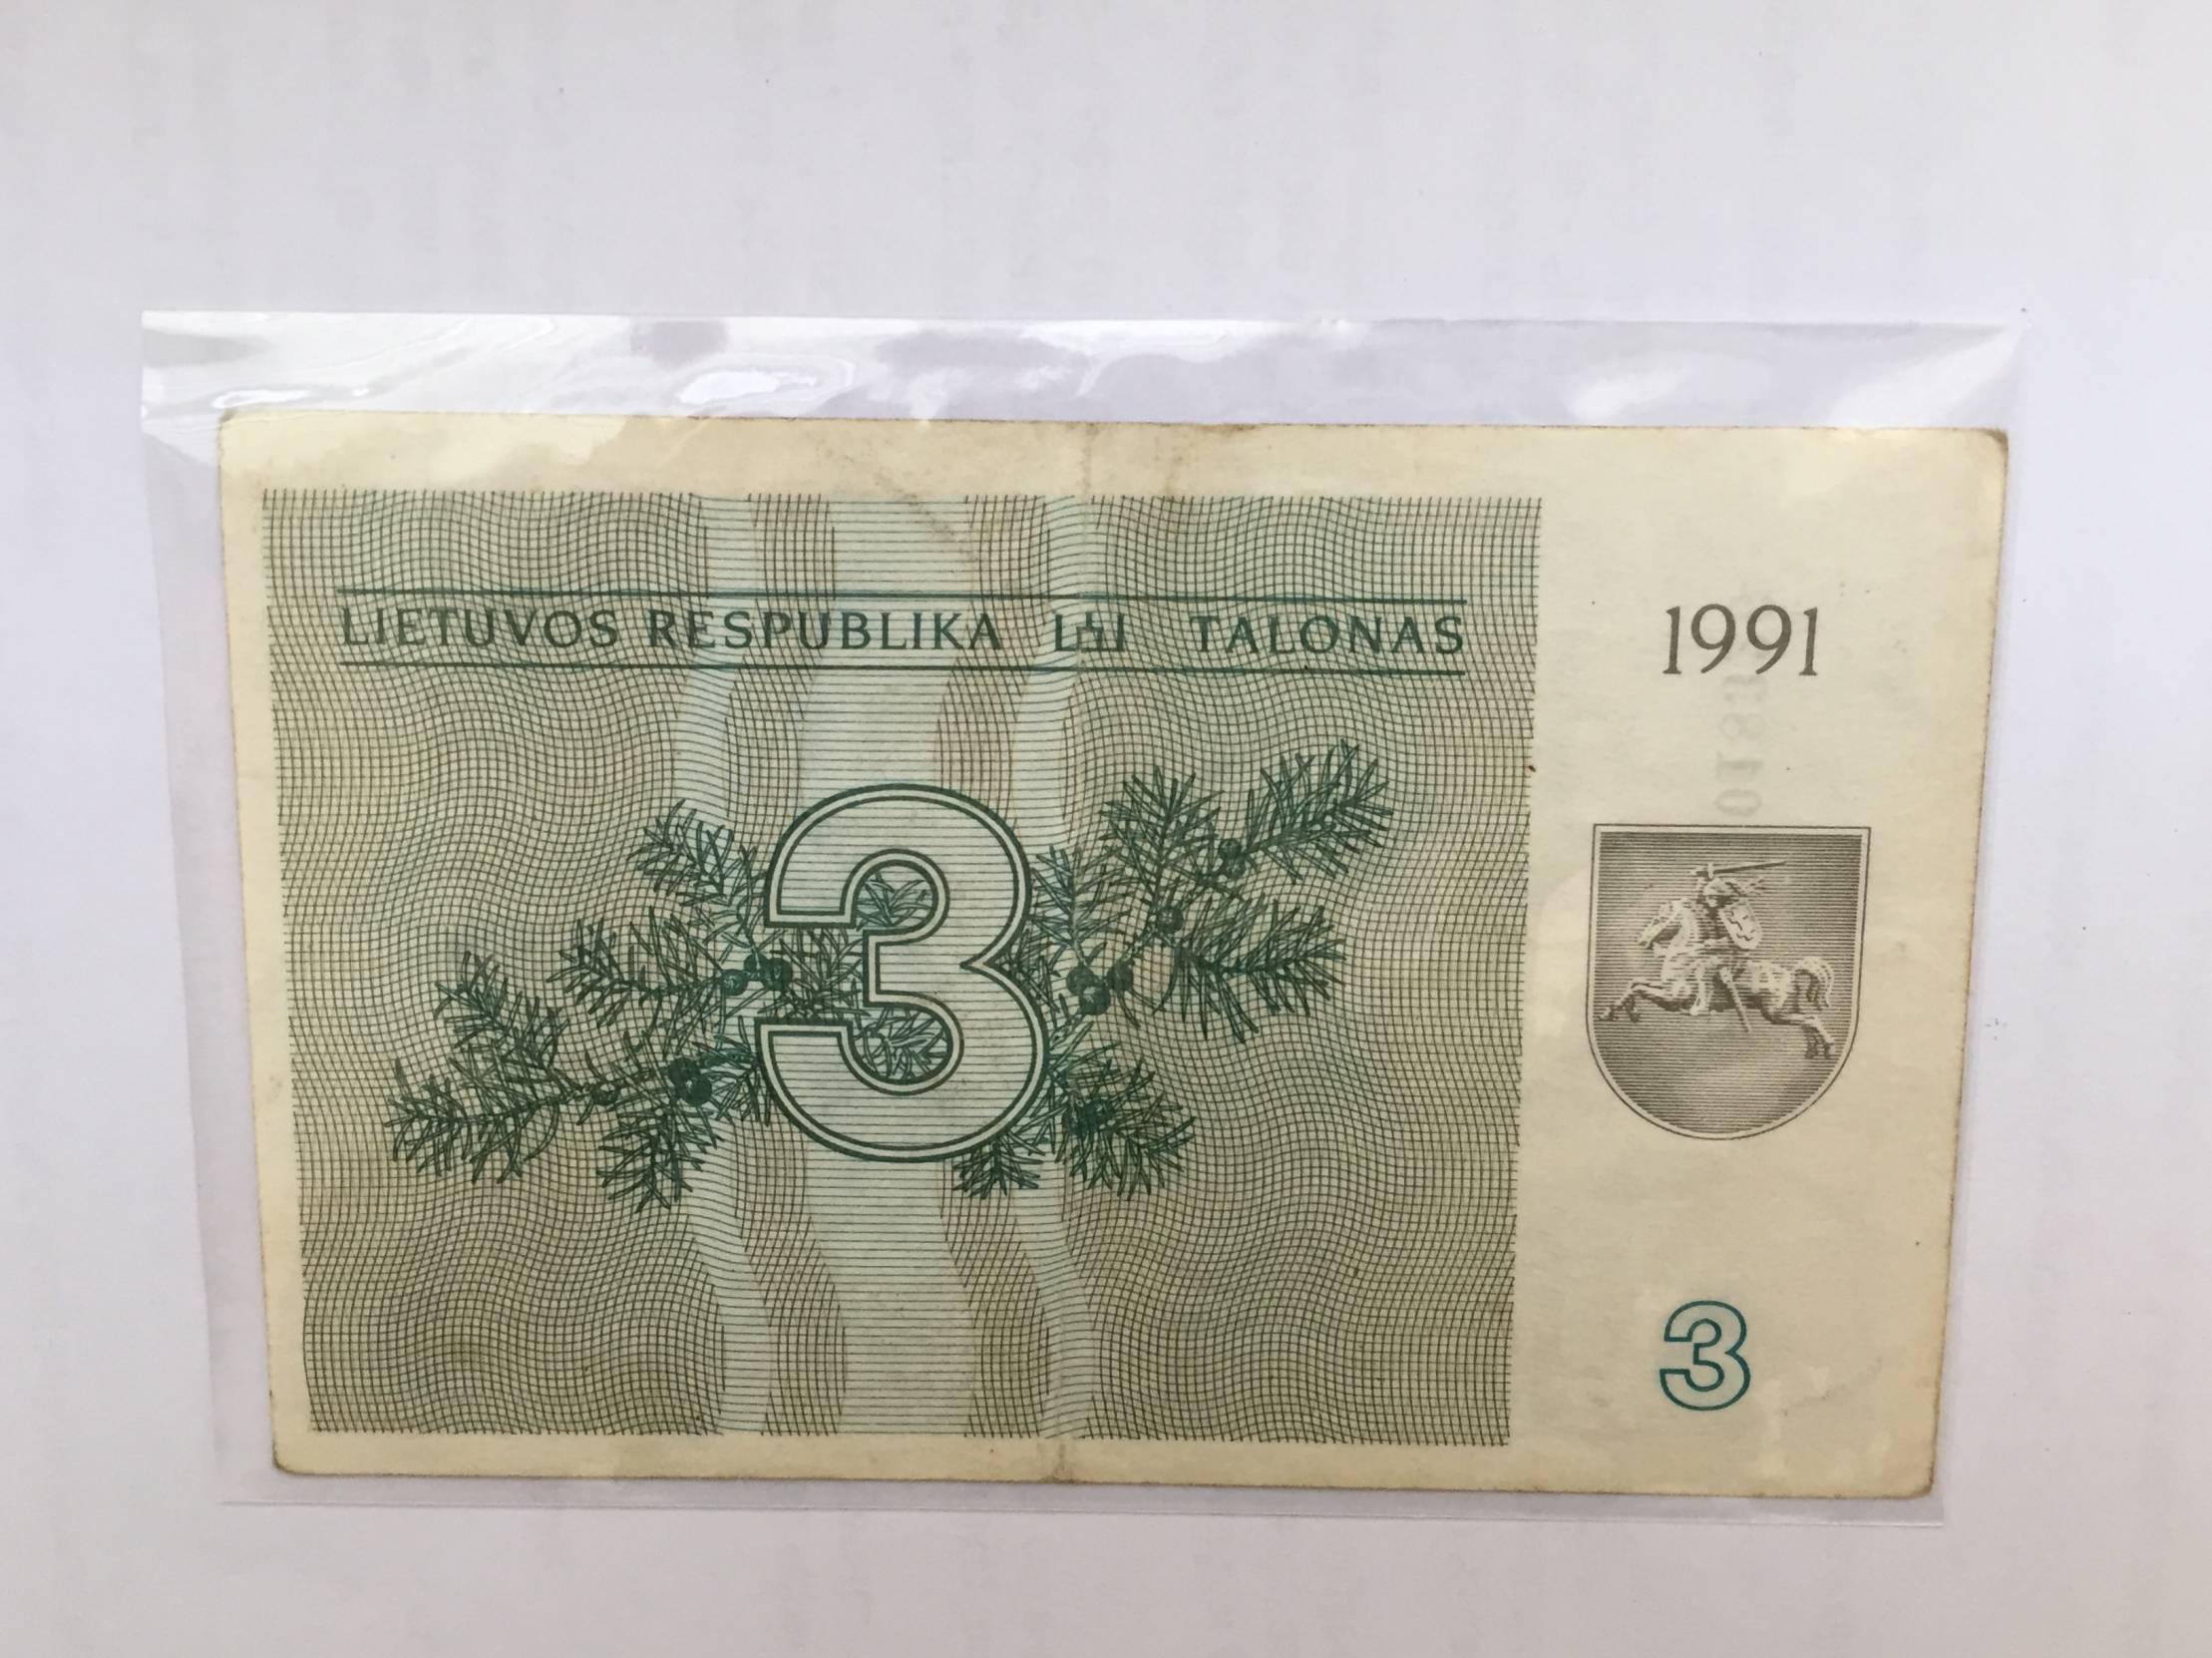 LIETUVOS RESPUBLIKA TALONAS
1991
3
3